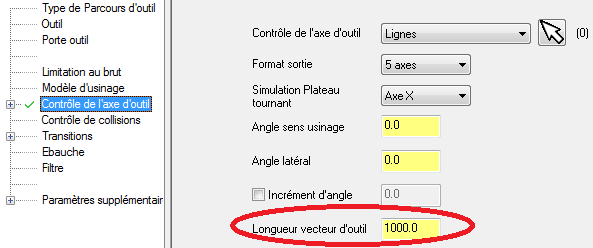 Type de Parcours d'outil
Outil
Porte outil
Limitation au brut
Modèle d'usinage
Contrôle de l'axe d'outil
Contrôle de collisions
Transitions
Ebauche
Filtre
Paramètres supplémentair
Contrôle de l'axe d'outil Lignes (0)
Format sortie 5 axes
Simulation Plateau
tournant Axe X
Angle sens usinage 0.0
Angle latéral 0.0
Incrément d'angle 0.0
Longueur vecteur d'outil 1000.0